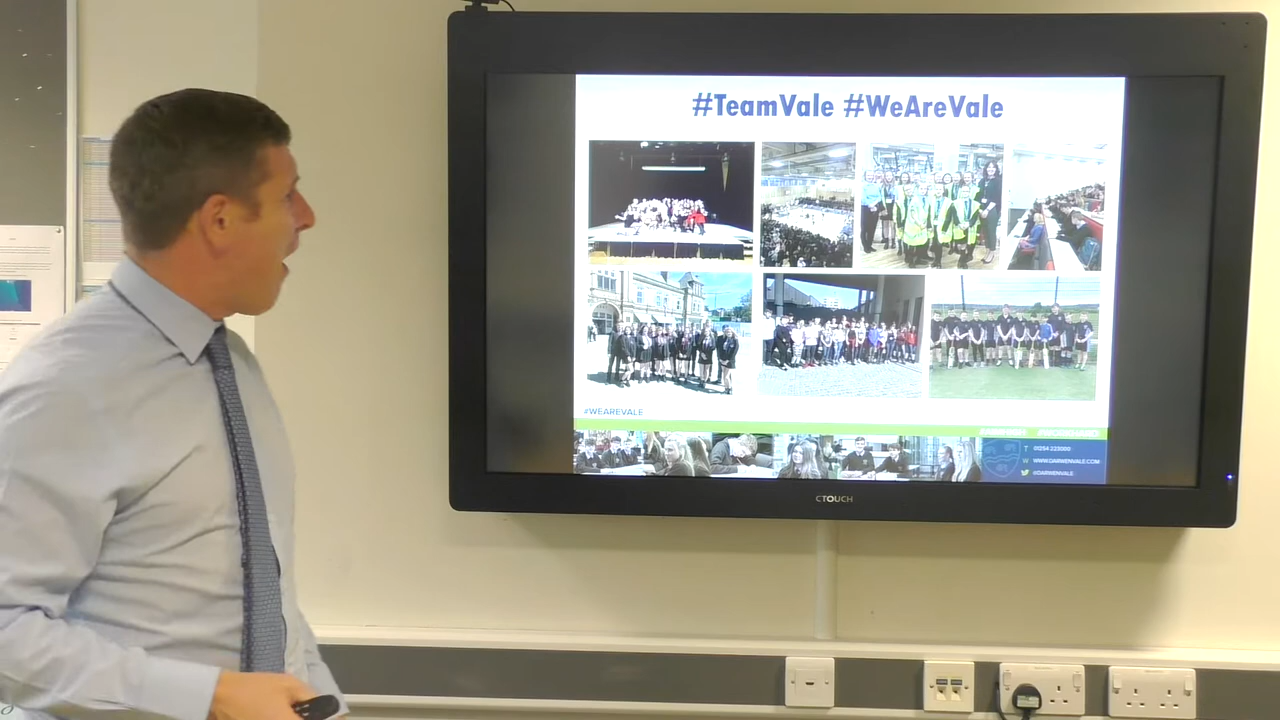 #TeamVale #WeAreVale
#WEAREVALE
T 01254 223000
W WWW.DARWENVALE.COM
@DARWENVALE
CTOUCH